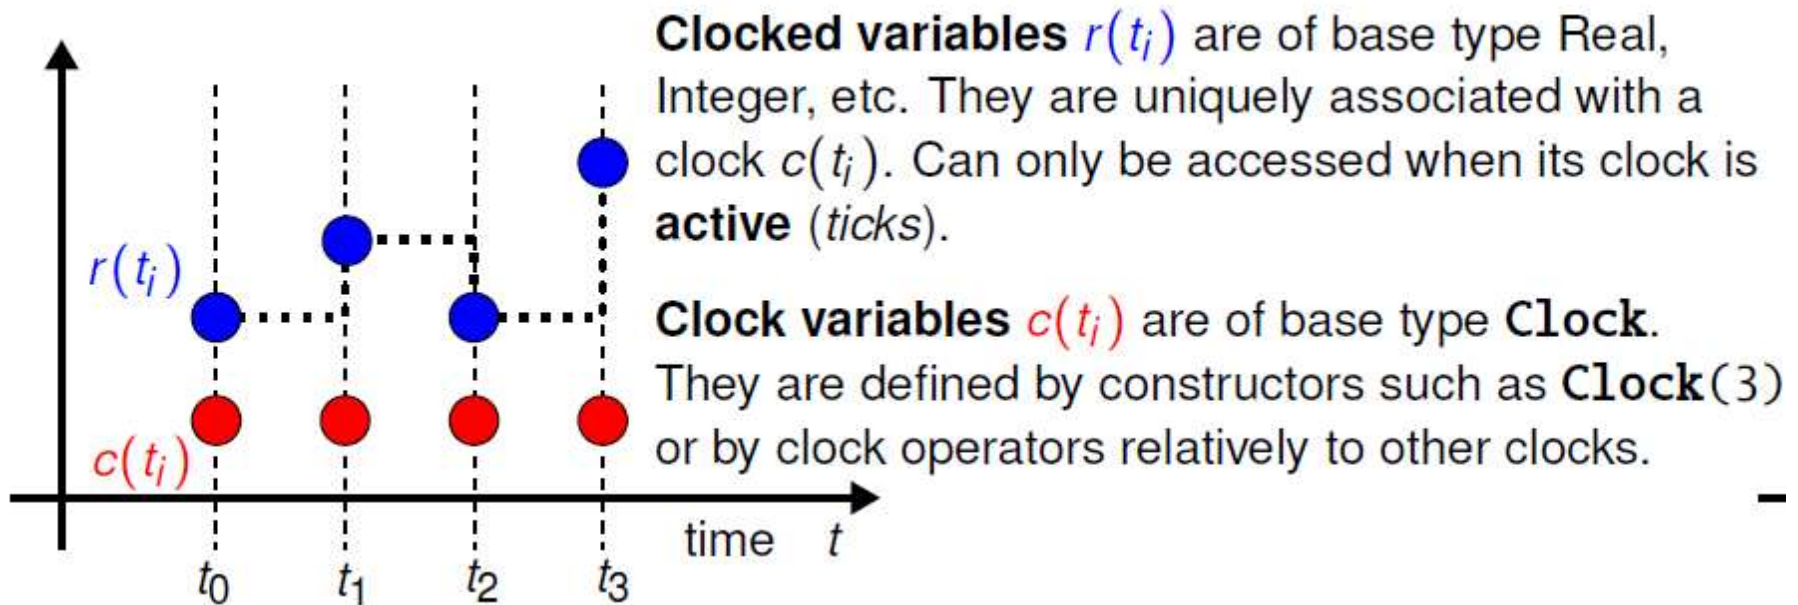 Clocked variables r(tᵢ) are of base type Real,
Integer, etc. They are uniquely associated with a
clock c(tᵢ). Can only be accessed when its clock is
active (ticks).
r(tᵢ)
Clock variables c(tᵢ) are of base type Clock.
They are defined by constructors such as Clock(3)
or by clock operators relatively to other clocks.
c(tᵢ)
time t
t₀ t₁ t₂ t₃